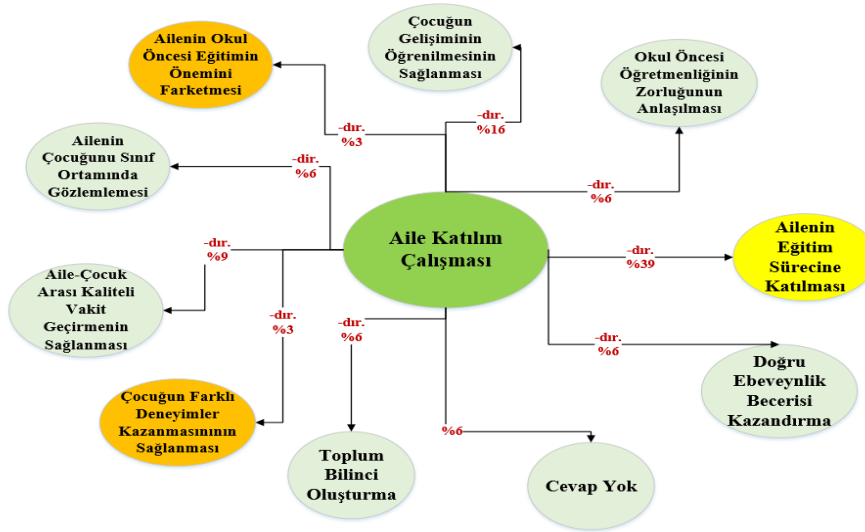 Ailenin Okul
Öncesi Eğitimin
Önemini
Farketmesi
-dır.
%3
Çocuğun
Gelişiminin
Öğrenilmesinin
Sağlanması
-dır.
%16
Okul Öncesi
Öğretmenliğinin
Zorluğunun
Anlaşılması
-dır.
%6
Ailenin
Çocuğunu Sınıf
Ortamında
Gözlemlemesi
-dir.
%6
Aile Katılım
Çalışması
-dır.
%39
Ailenin
Eğitim
Sürecine
Katılması
Aile-Çocuk
Arası Kaliteli
Vakit
Geçirmenin
Sağlanması
-dır.
%9
-dır.
%3
-dır.
%6
-dır.
%6
Doğru
Ebeveynlik
Becerisi
Kazandırma
Çocuğun Farklı
Deneyimler
Kazanmasınının
Sağlanması
Toplum
Bilinci
Oluşturma
%6
Cevap Yok